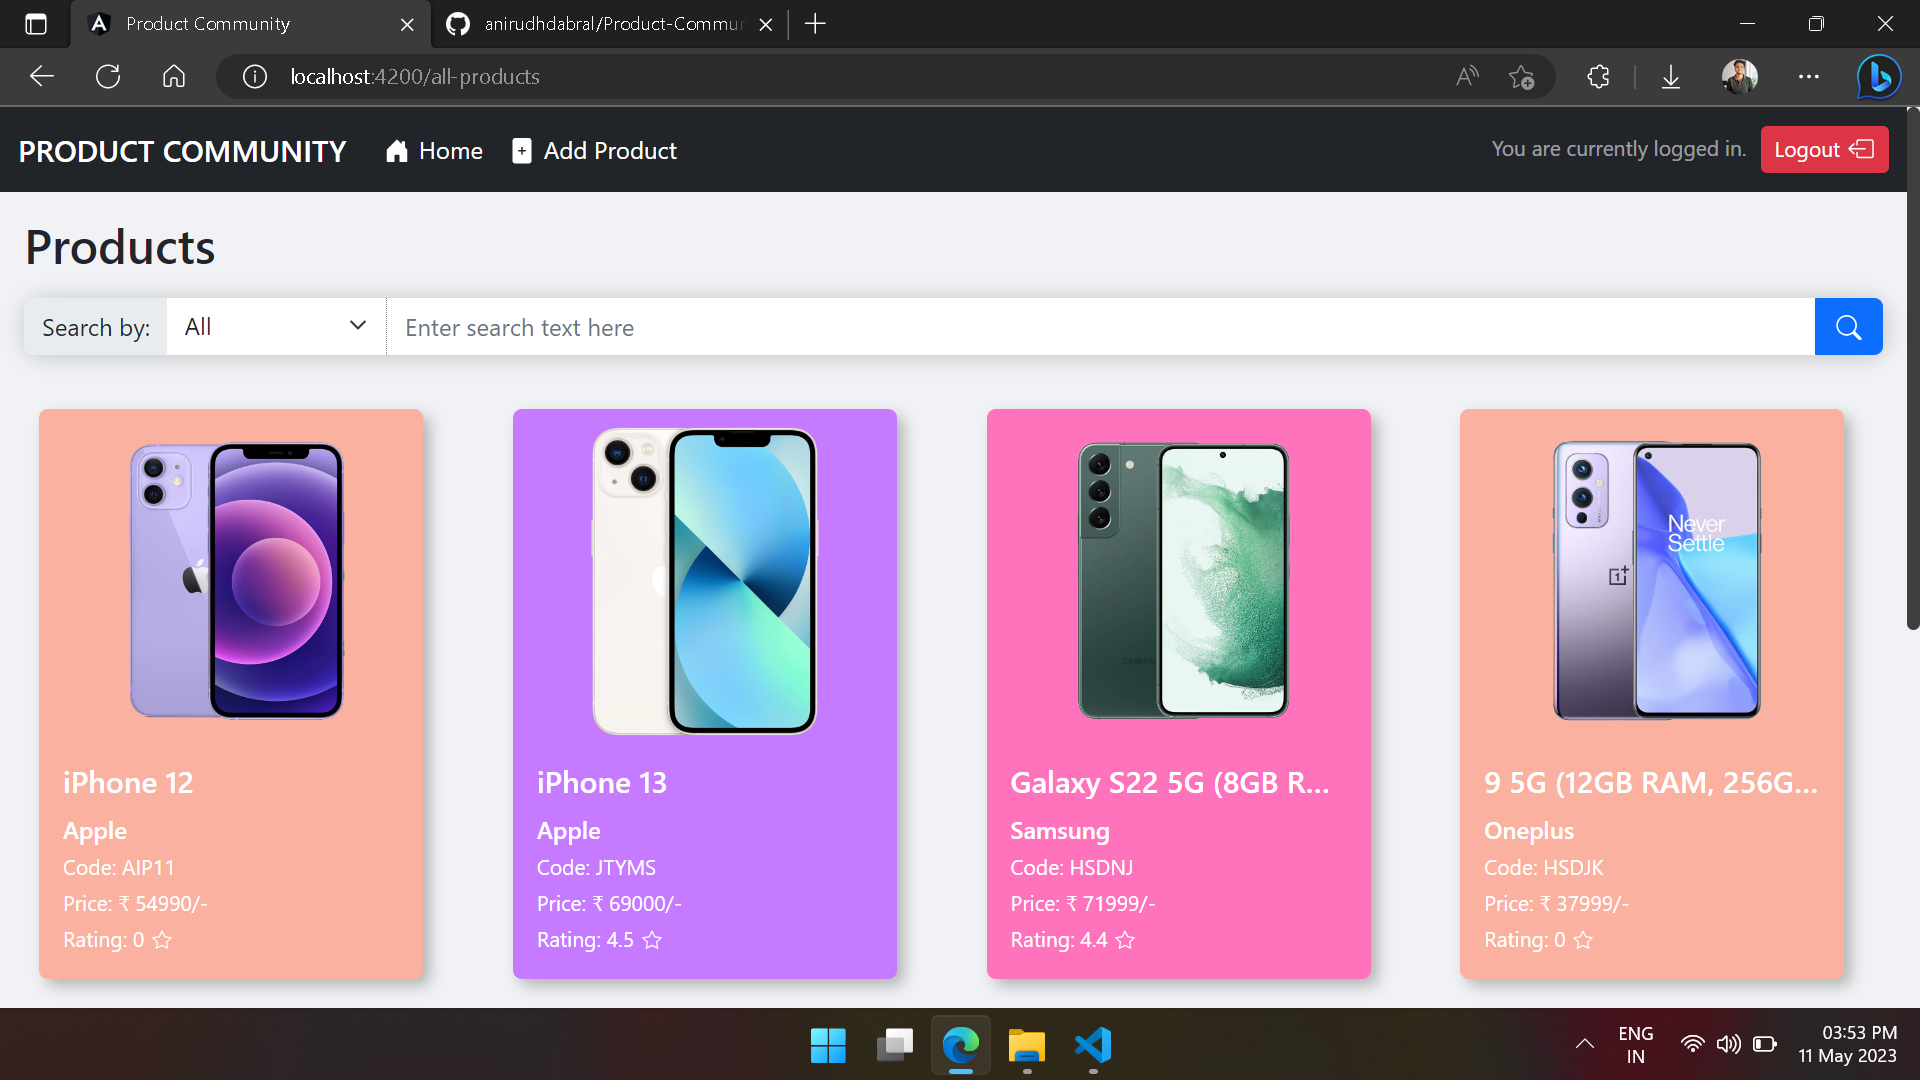 Product Community
anirudhdabral/Product-Commu
localhost:4200/all-products
PRODUCT COMMUNITY
Home
Add Product
You are currently logged in.
Logout
Products
Search by:
All
Enter search text here
Never
Settle
SAMSUNG
iPhone 12
Apple
Code: AIP11
Price: ₹ 54990/-
Rating: 0
iPhone 13
Apple
Code: JTYMS
Price: ₹ 69000/-
Rating: 4.5
Galaxy S22 5G (8GB R...
Samsung
Code: HSDNJ
Price: ₹ 71999/-
Rating: 4.4
9 5G (12GB RAM, 256G...
Oneplus
Code: HSDJK
Price: ₹ 37999/-
Rating: 0
ENG
IN
03:53 PM
11 May 2023